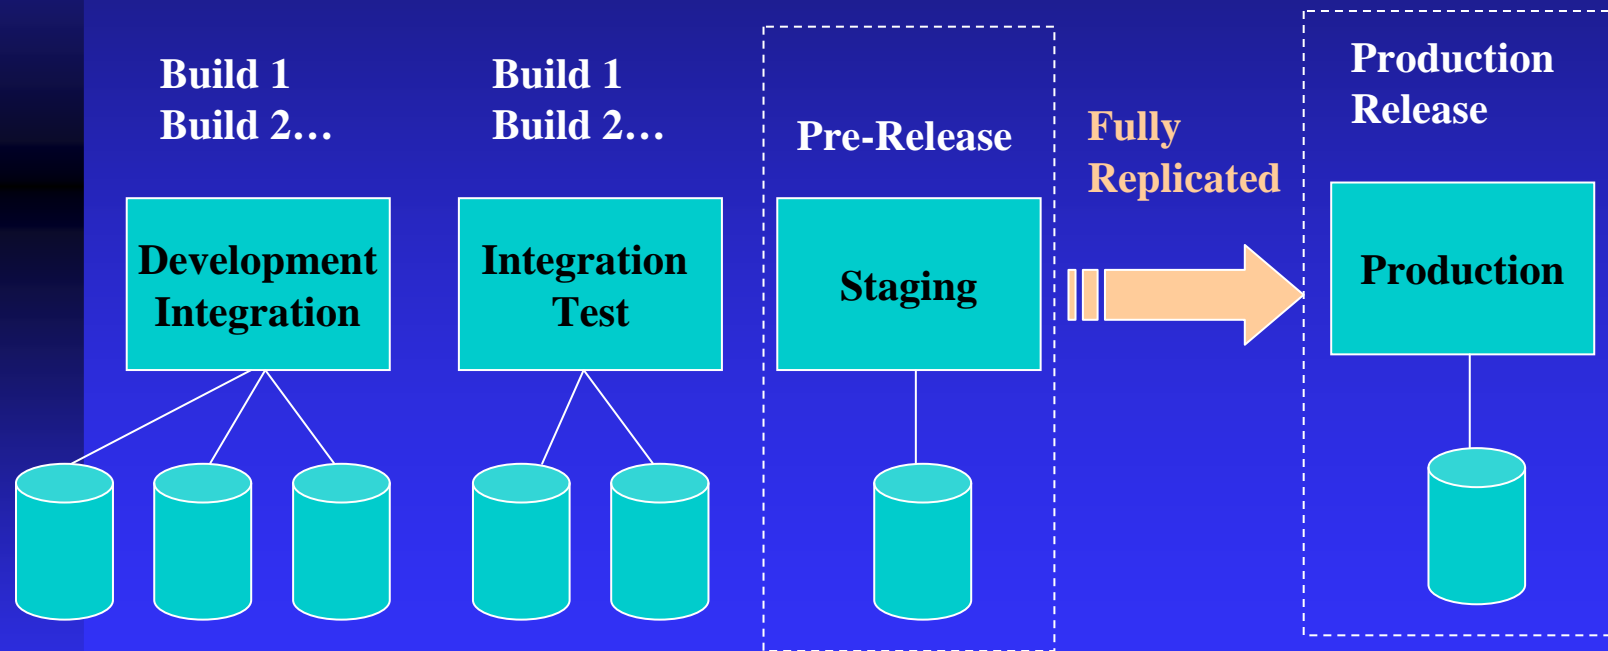 Build 1
Build 2…
Build 1
Build 2…
Pre-Release
Fully
Replicated
Production
Release
Development
Integration
Integration
Test
Staging
Production